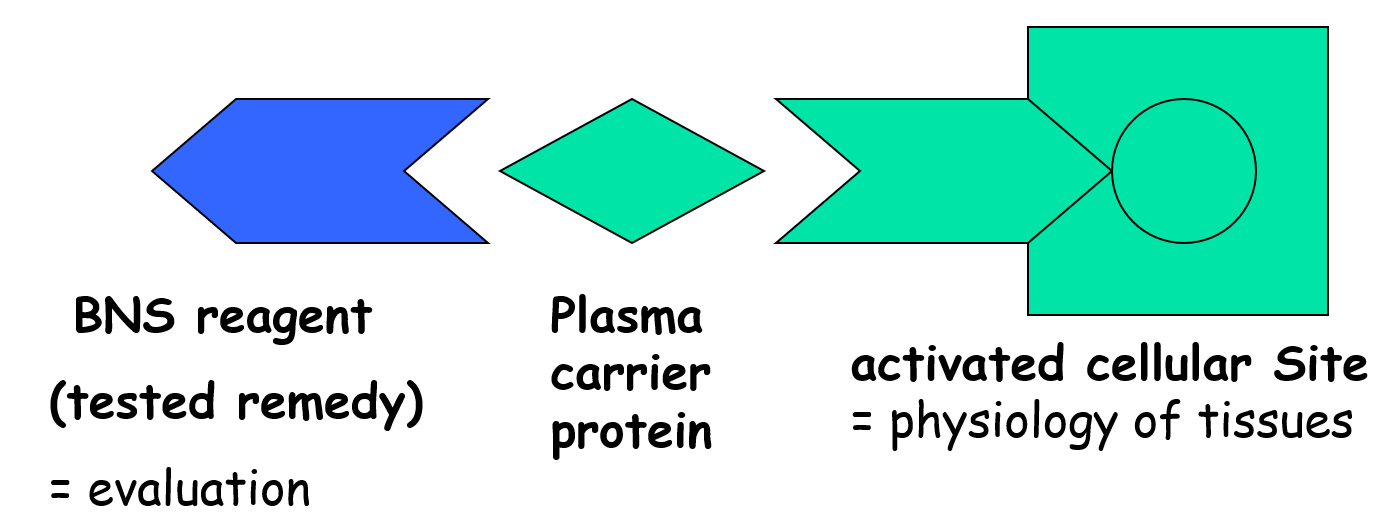 BNS reagent
(tested remedy)
= evaluation
Plasma
carrier
protein
activated cellular Site
= physiology of tissues